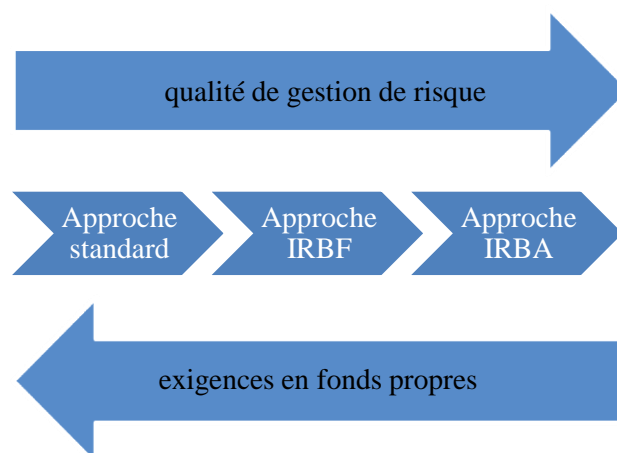 qualité de gestion de risque
Approche
standard
Approche
IRBF
Approche
IRBA
exigences en fonds propres